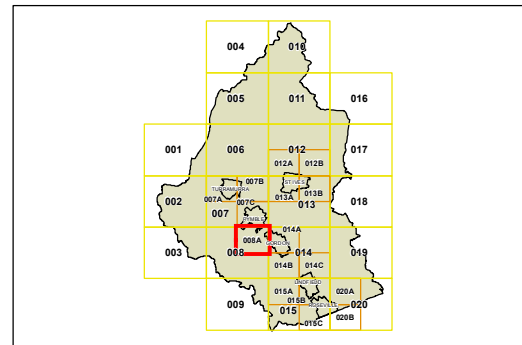 004 010
005 011 016
001 006 012 017
012A 012B
007B
TURRAMURRA ST IVES
007A 007C 013A 013B
002 007 013 018
PYMBLE
014A
008A GORDON
003 008 014 019
014B 014C
LINDFIELD
015A 020A
009 015B ROSEVILLE 020
015 020B
015C